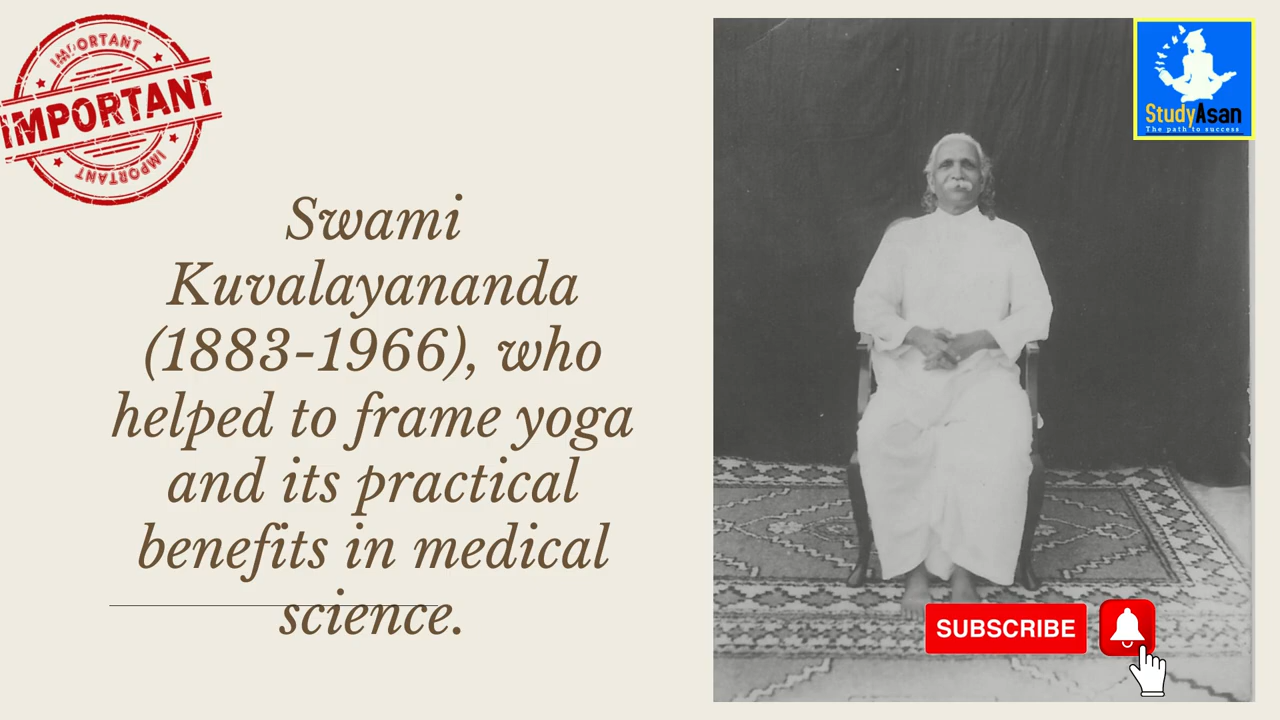 IMPORTANT
IMPORTANT
IMPORTANT
Swami
Kuvalayananda
(1883-1966), who
helped to frame yoga
and its practical
benefits in medical
science.
StudyAsan
The path to success
SUBSCRIBE